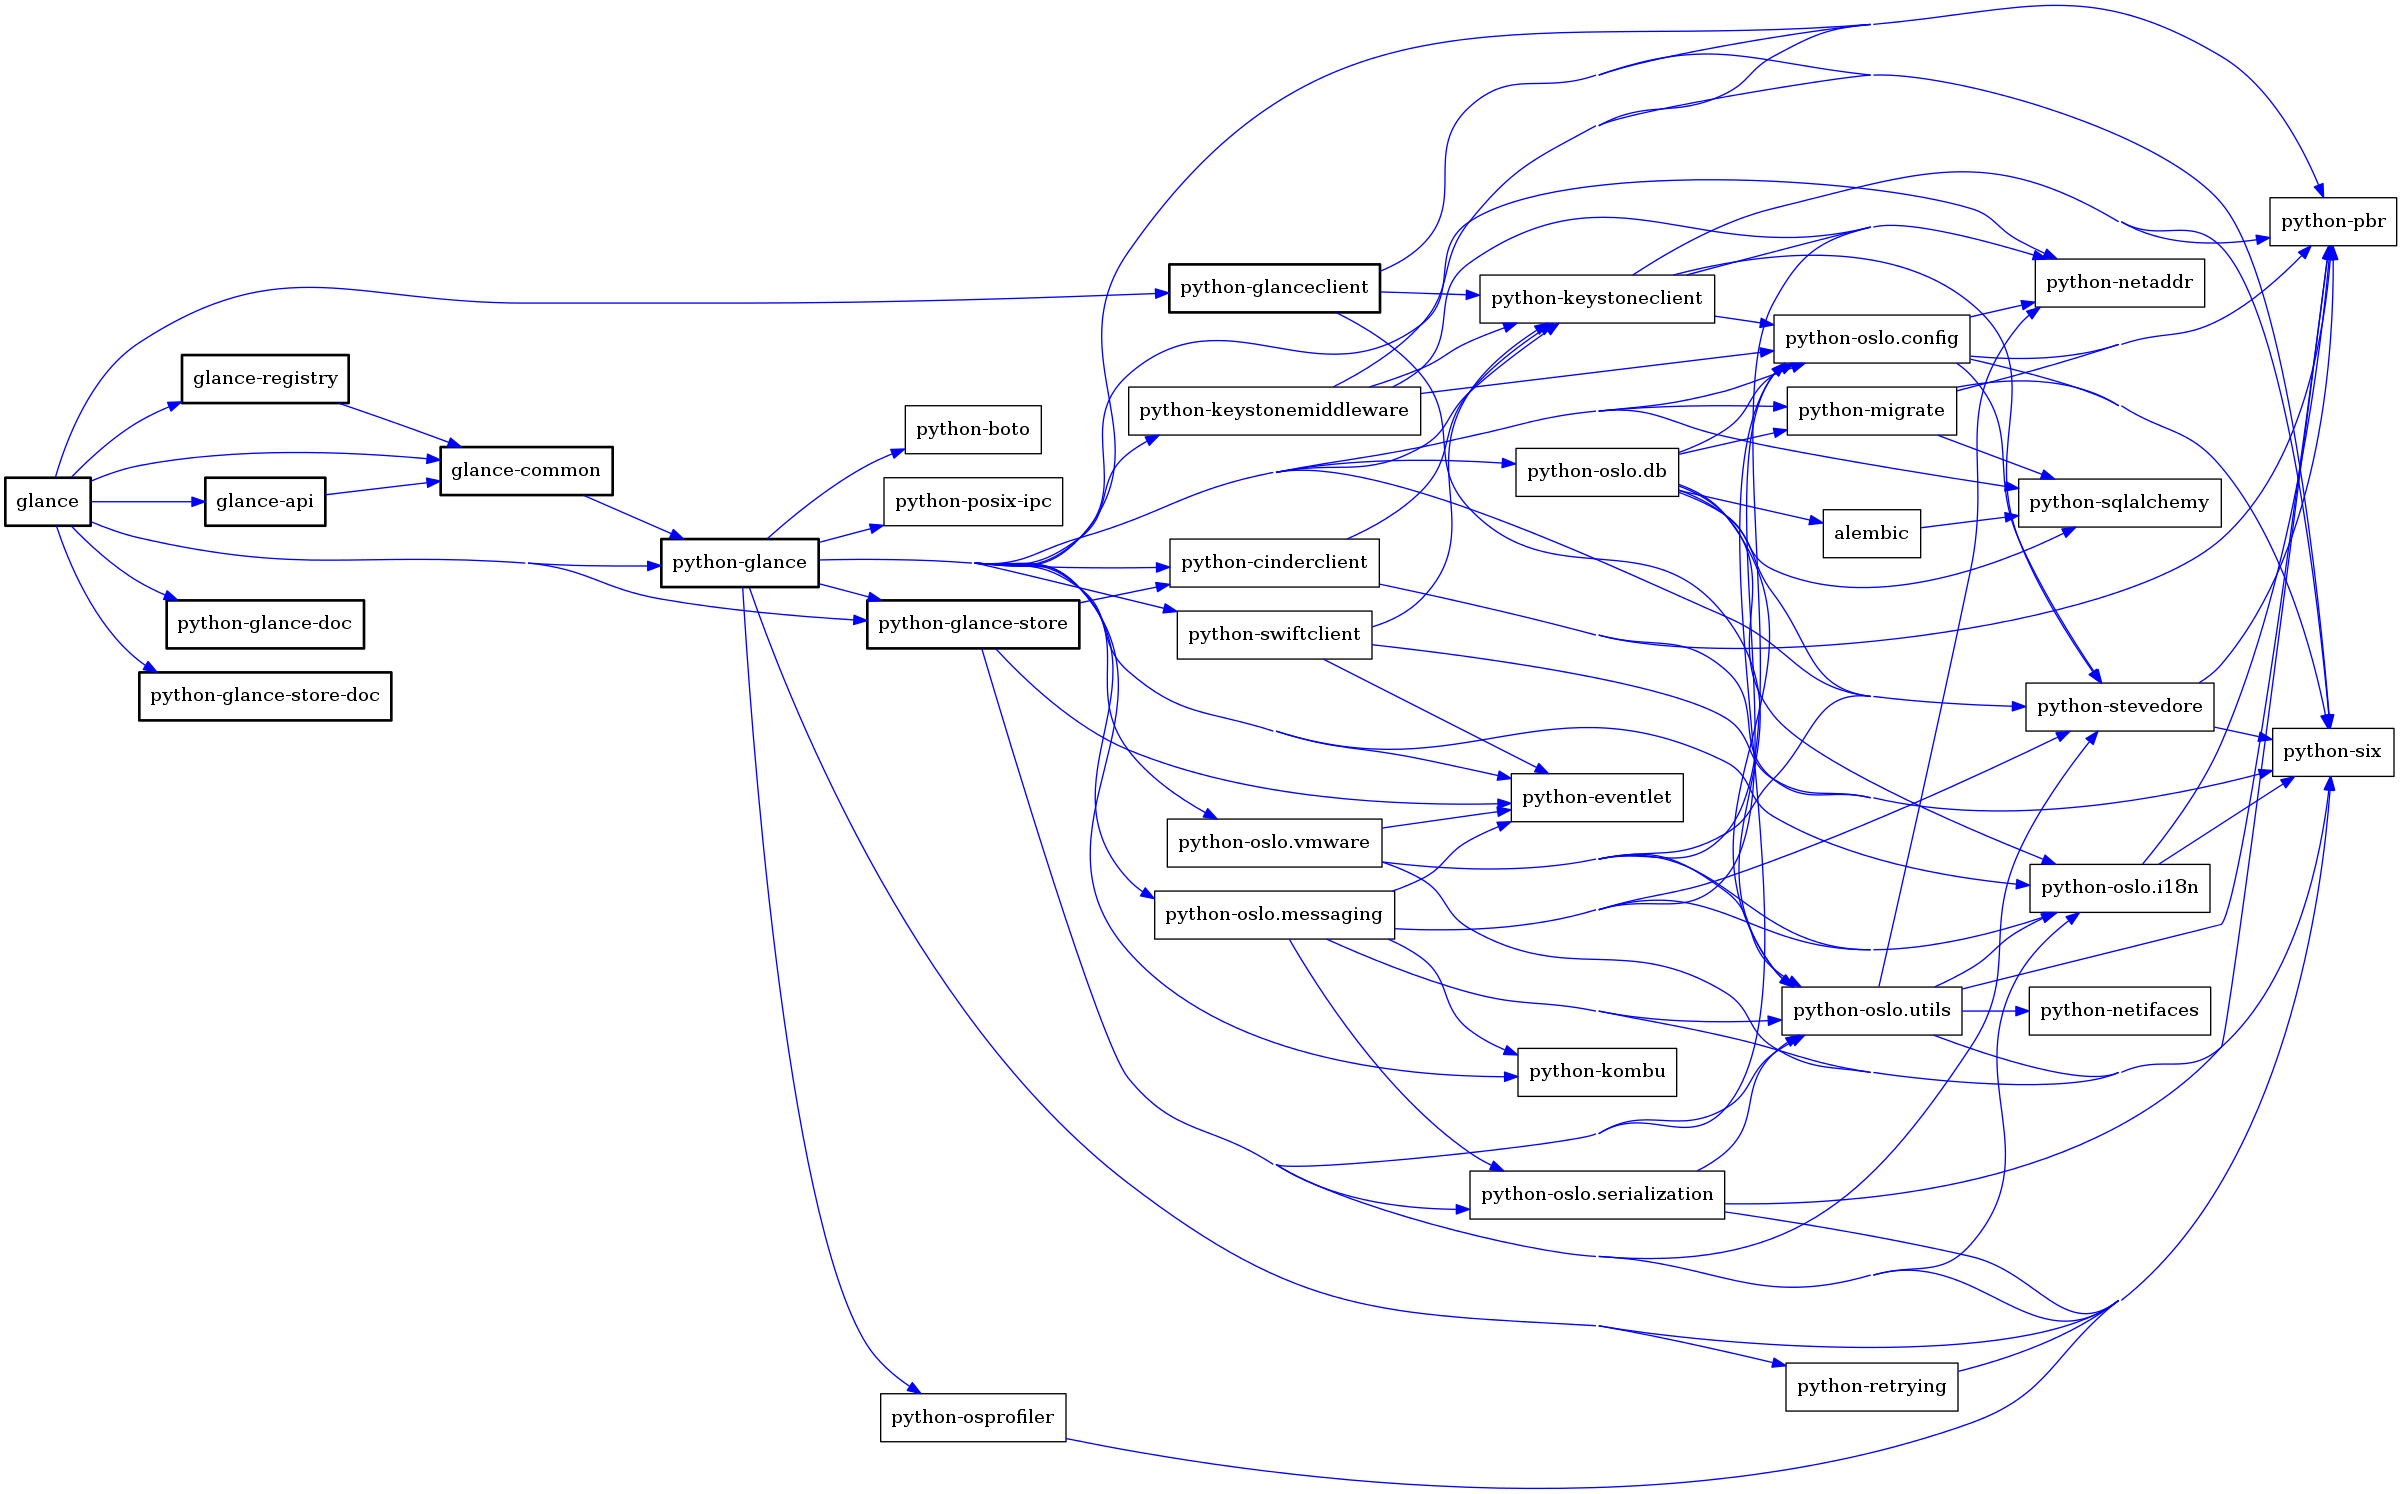 python-pbr
python-glanceclient
python-keystoneclient
python-netaddr
python-oslo.config
glance-registry
python-keystonemiddleware
python-migrate
python-boto
glance-common
python-oslo.db
glance
glance-api
python-posix-ipc
python-sqlalchemy
alembic
python-glance
python-cinderclient
python-glance-doc
python-glance-store
python-swiftclient
python-glance-store-doc
python-stevedore
python-six
python-eventlet
python-oslo.vmware
python-oslo.i18n
python-oslo.messaging
python-oslo.utils
python-netifaces
python-kombu
python-oslo.serialization
python-retrying
python-osprofiler